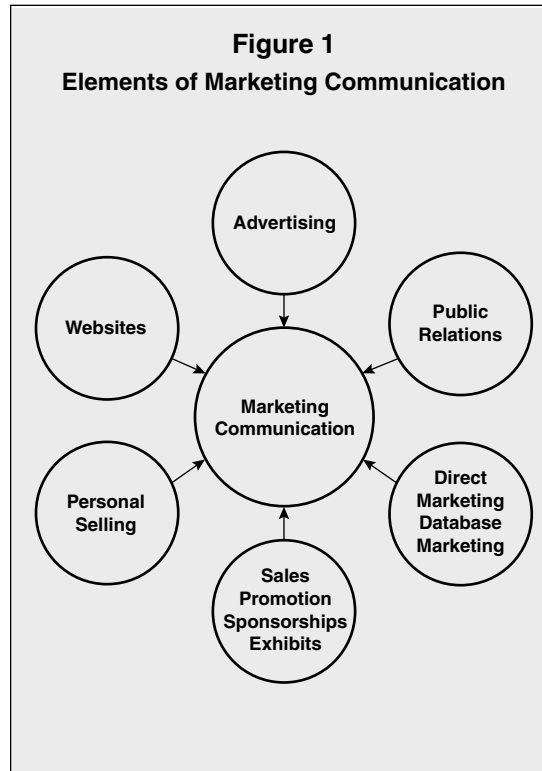 Figure 1
Elements of Marketing Communication
Advertising
Public
Relations
Websites
Marketing
Communication
Direct
Marketing
Database
Marketing
Personal
Selling
Sales
Promotion
Sponsorships
Exhibits